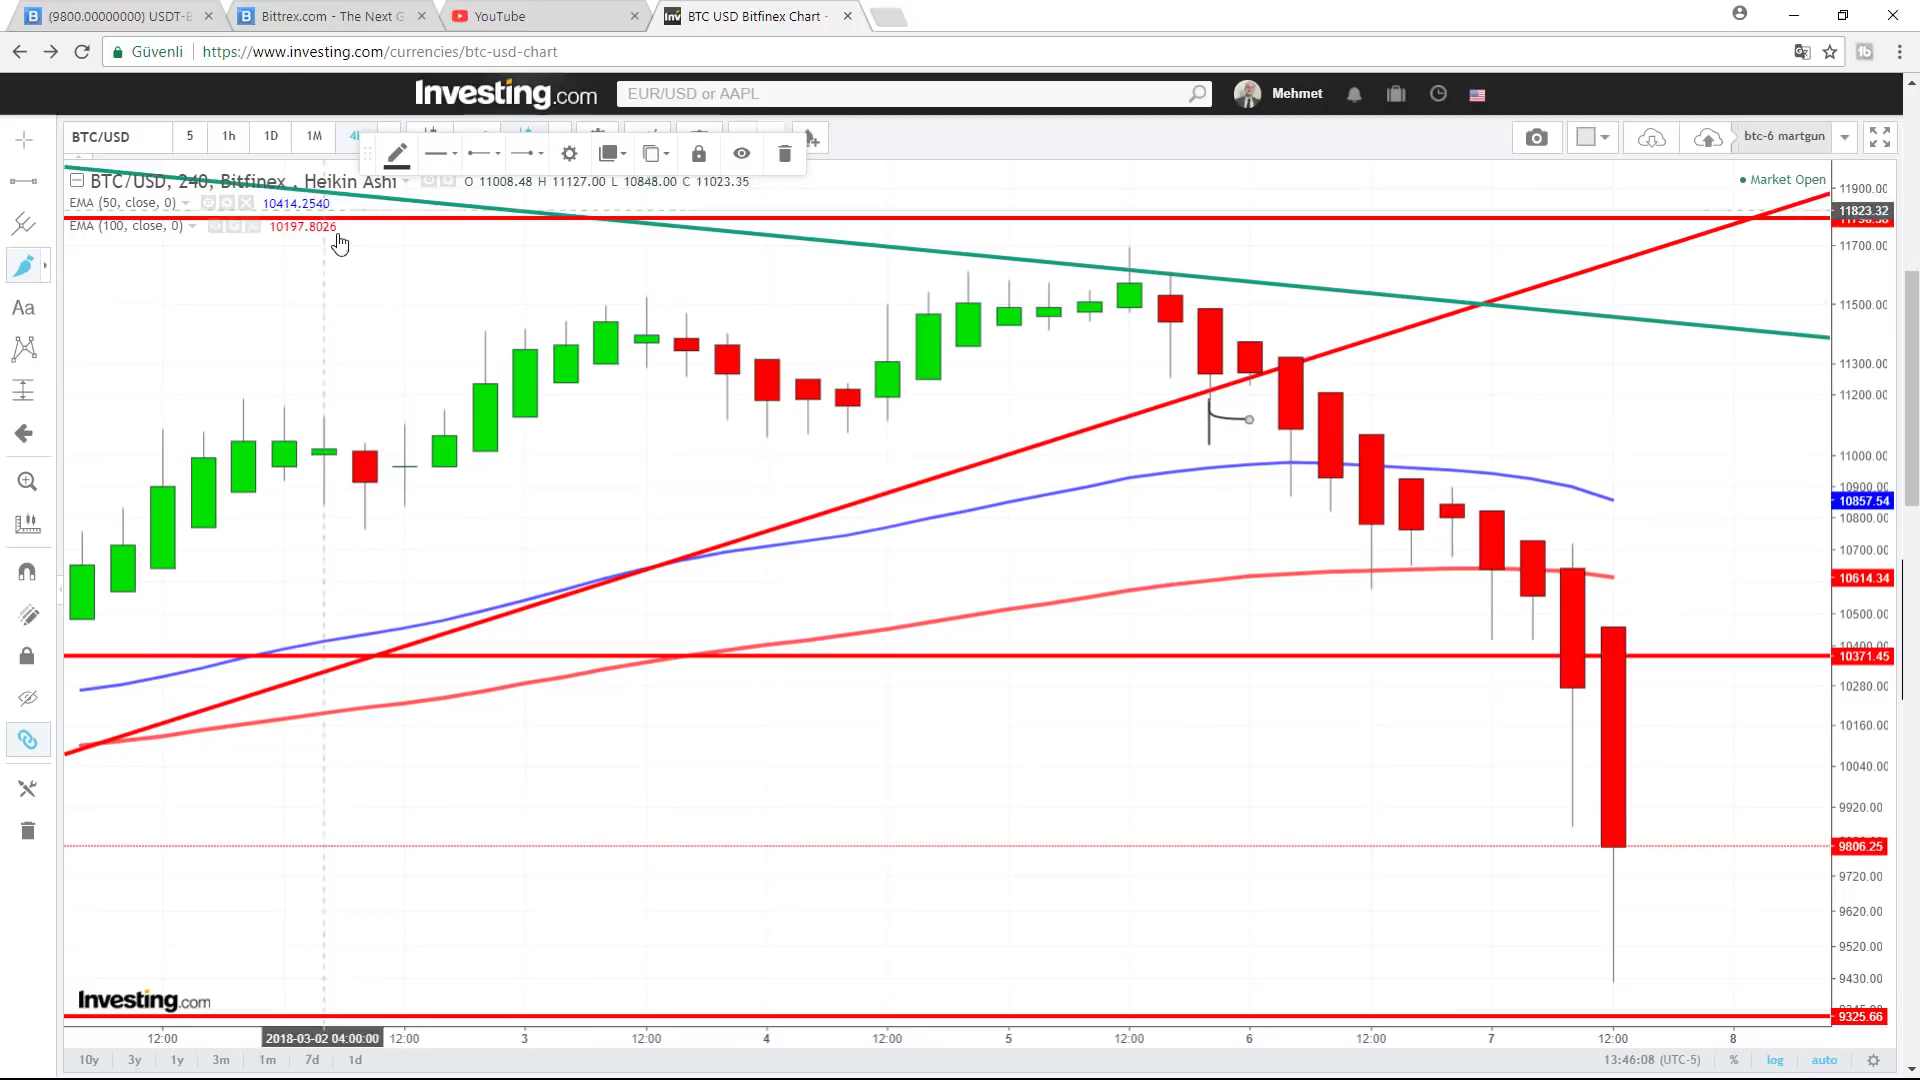 (9800.00000000) USDT-B
Bittrex.com - The Next G
YouTube
BTC USD Bitfinex Chart -
Güvenli
https://www.investing.com/currencies/btc-usd-chart
Investing.com
EUR/USD or AAPL
Mehmet
BTC/USD
5
1h
1D
1M
btc-6 martgun
BTC/USD, 240, Bitfinex , Heikin Ashi
O 11008.48 H 11127.00 L 10848.00 C 11023.35
Market Open
EMA (50, close, 0)
10414.2540
EMA (100, close, 0)
10197.8026
Aa
11900.00
11823.32
11700.00
11500.00
11300.00
11200.00
11000.00
10900.00
10857.54
10800.00
10700.00
10614.34
10500.00
10400.00
10371.45
10280.00
10160.00
10040.00
9920.00
9806.25
9720.00
9620.00
9520.00
9430.00
9325.66
Investing.com
12:00
2018-03-02 04:00:00
12:00
3
12:00
4
12:00
5
12:00
6
12:00
7
12:00
8
10y
3y
1y
3m
1m
7d
1d
13:46:08 (UTC-5)
%
log
auto